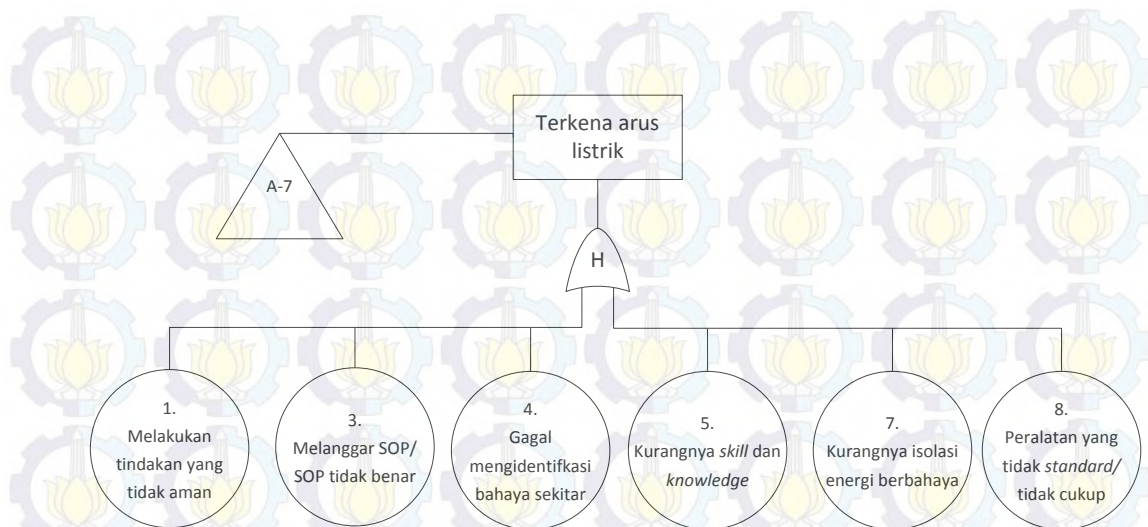 Terkena arus
listrik
A-7
H
1.
Melakukan
tindakan yang
tidak aman
3.
Melanggar SOP/
SOP tidak benar
4.
Gagal
mengidentifkasi
bahaya sekitar
5.
Kurangnya skill dan
knowledge
7.
Kurangnya isolasi
energi berbahaya
8.
Peralatan yang
tidak standard/
tidak cukup